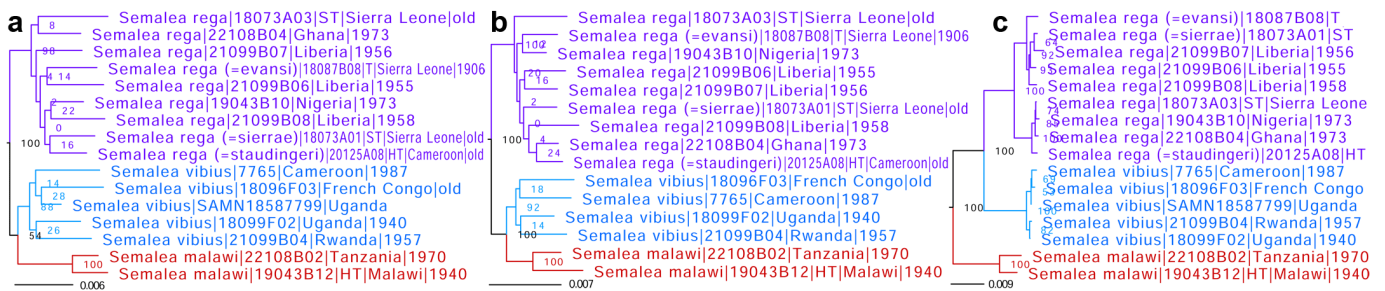 a
Semalea rega|18073A03|ST|Sierra Leone|old
8
Semalea rega|22108B04|Ghana|1973
98
Semalea rega|21099B07|Liberia|1956
4 14
Semalea rega (=evansi)|18087B08|T|Sierra Leone|1906
Semalea rega|21099B06|Liberia|1955
2
Semalea rega|19043B10|Nigeria|1973
22
0
Semalea rega|21099B08|Liberia|1958
16
Semalea rega (=sierrae)|18073A01|ST|Sierra Leone|old
100
Semalea rega (=staudingeri)|20125A08|HT|Cameroon|old
Semalea vibius|7765|Cameroon|1987
14
Semalea vibius|18096F03|French Congo|old
28
88
Semalea vibius|SAMN18587799|Uganda
Semalea vibius|18099F02|Uganda|1940
26
54
Semalea vibius|21099B04|Rwanda|1957
Semalea malawi|22108B02|Tanzania|1970
100
Semalea malawi|19043B12|HT|Malawi|1940
0.006
b
Semalea rega|18073A03|ST|Sierra Leone|old
Semalea rega (=evansi)|18087B08|T|Sierra Leone|1906
Semalea rega|19043B10|Nigeria|1973
20
Semalea rega|21099B06|Liberia|1955
16
Semalea rega|21099B07|Liberia|1956
2
Semalea rega (=sierrae)|18073A01|ST|Sierra Leone|old
0
Semalea rega|21099B08|Liberia|1958
100
4
Semalea rega|21108B04|Ghana|1973
24
Semalea rega (=staudingeri)|20125A08|HT|Cameroon|old
Semalea vibius|18096F03|French Congo|old
18
Semalea vibius|7765|Cameroon|1987
92
Semalea vibius|18099F02|Uganda|1940
14
100
Semalea vibius|21099B04|Rwanda|1957
Semalea malawi|22108B02|Tanzania|1970
100
Semalea malawi|19043B12|HT|Malawi|1940
0.007
c
Semalea rega (=evansi)|18087B08|T
Semalea rega (=sierrae)|18073A01|ST
92
Semalea rega|21099B07|Liberia|1956
Semalea rega|21099B06|Liberia|1955
100
Semalea rega|21099B08|Liberia|1958
Semalea rega|18073A03|ST|Sierra Leone
Semalea rega|19043B10|Nigeria|1973
Semalea rega|22108B04|Ghana|1973
100
Semalea rega (=staudingeri)|20125A08|HT
Semalea vibius|7765|Cameroon|1987
Semalea vibius|18096F03|French Congo
100
Semalea vibius|SAMN18587799|Uganda
Semalea vibius|21099B04|Rwanda|1957
Semalea vibius|18099F02|Uganda|1940
Semalea malawi|22108B02|Tanzania|1970
100
Semalea malawi|19043B12|HT|Malawi|1940
0.009